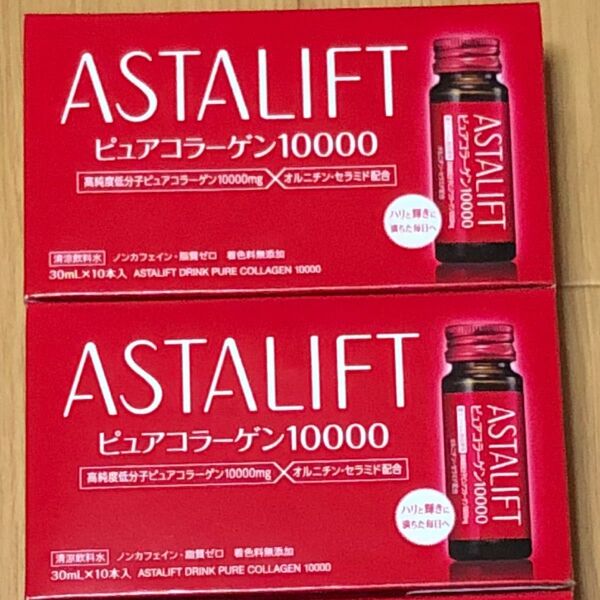 ASTALIFT
ピュアコラーゲン10000
高純度低分子ピュアコラーゲン10000mg×オルニチン・セラミド配合
ハリと輝きに
満ちた毎日へ
清涼飲料水 ノンカフェイン・脂質ゼロ 着色料無添加
30mL×10本入 ASTALIFT DRINK PURE COLLAGEN 10000
ASTALIFT
ピュアコラーゲン10000
ASTALIFT
ピュアコラーゲン10000
高純度低分子ピュアコラーゲン10000mg×オルニチン・セラミド配合
ハリと輝きに
満ちた毎日へ
清涼飲料水 ノンカフェイン・脂質ゼロ 着色料無添加
30mL×10本入 ASTALIFT DRINK PURE COLLAGEN 10000
ASTALIFT
ピュアコラーゲン10000